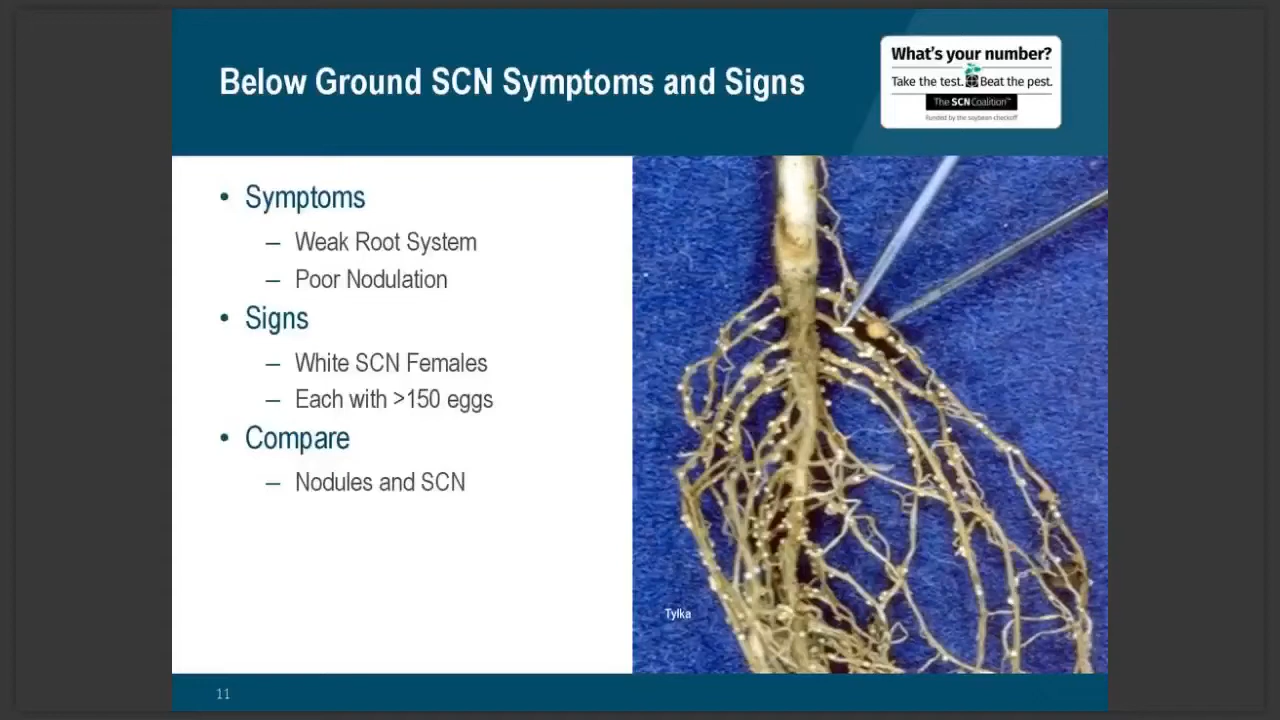 Below Ground SCN Symptoms and Signs
What's your number?
Take the test. Beat the pest.
The SCN Coalition™
Funded by the soybean checkoff
• Symptoms
– Weak Root System
– Poor Nodulation
• Signs
– White SCN Females
– Each with >150 eggs
• Compare
– Nodules and SCN
Tylka
11